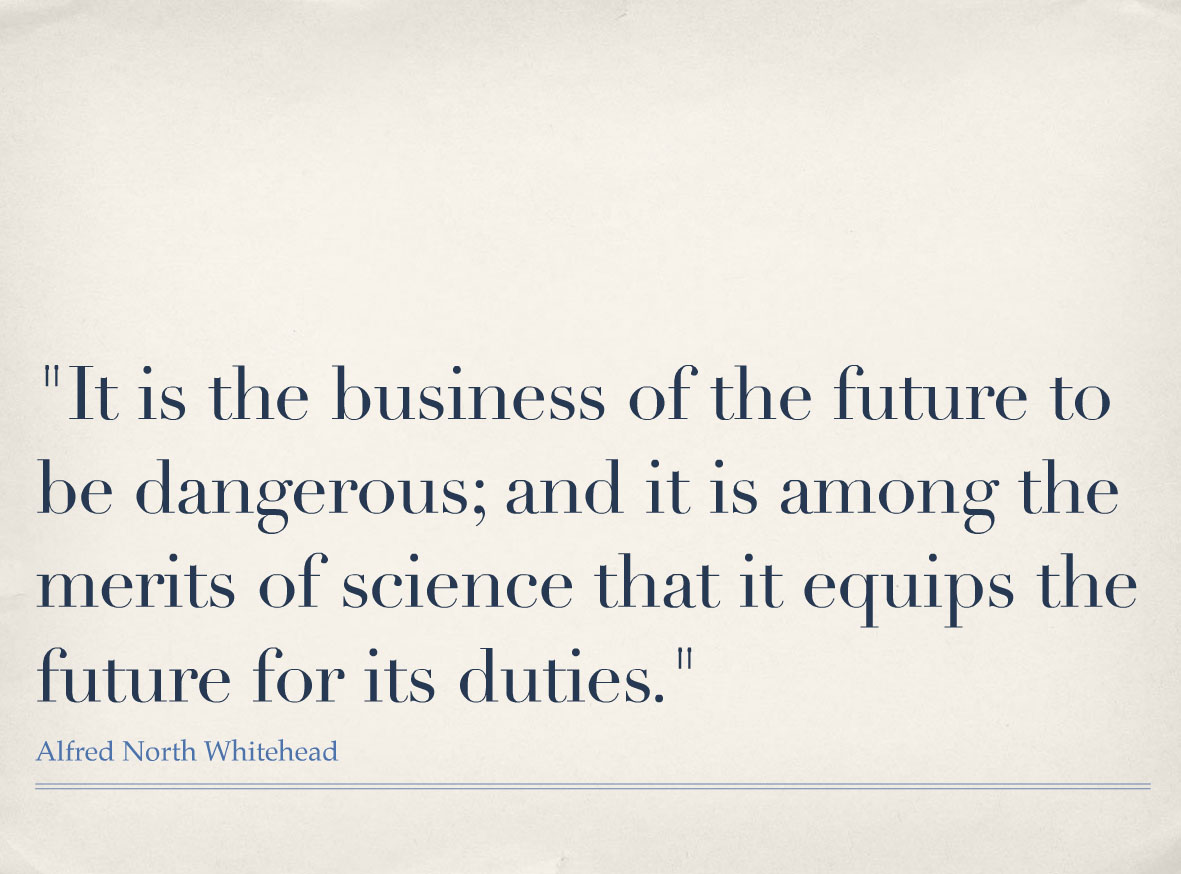 "It is the business of the future to
be dangerous; and it is among the
merits of science that it equips the
future for its duties."
Alfred North Whitehead